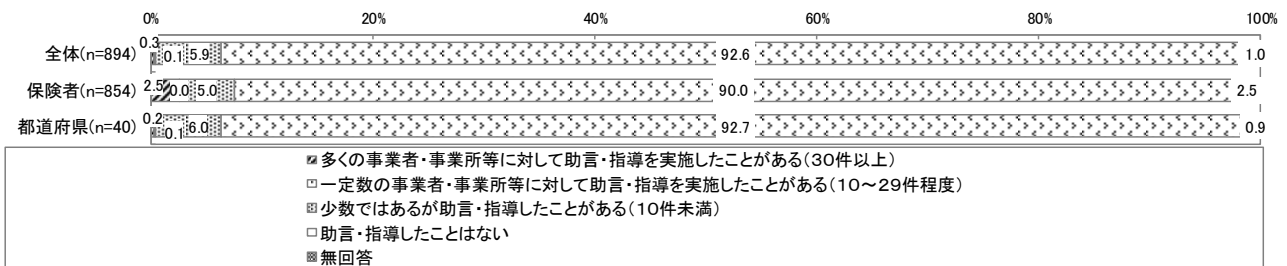 0% 20% 40% 60% 80% 100%
全体(n=894) 0.3 0.1 5.9 92.6 1.0
保険者(n=854) 2.5 0.0 5.0 90.0 2.5
都道府県(n=40) 0.2 0.1 6.0 92.7 0.9
多くの事業者・事業所等に対して助言・指導を実施したことがある(30件以上)
一定数の事業者・事業所等に対して助言・指導を実施したことがある(10～29件程度)
少数ではあるが助言・指導したことがある(10件未満)
助言・指導したことはない
無回答